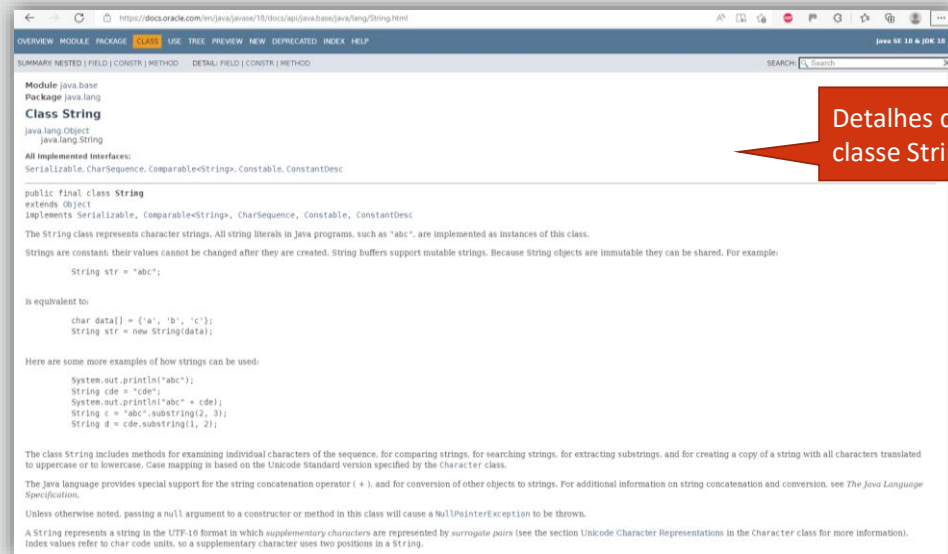 https://docs.oracle.com/en/java/javase/18/docs/api/java.base/java/lang/String.html
OVERVIEW MODULE PACKAGE CLASS USE TREE PREVIEW NEW DEPRECATED INDEX HELP
Java SE 18 & JDK 18
SUMMARY: NESTED | FIELD | CONSTR | METHOD DETAIL: FIELD | CONSTR | METHOD
SEARCH: Search
Module java.base
Package java.lang
Class String
java.lang.Object
java.lang.String
All Implemented Interfaces:
Serializable, CharSequence, Comparable<String>, Constable, ConstantDesc
Detalhes
classe
public final class String
extends Object
implements Serializable, Comparable<String>, CharSequence, Constable, ConstantDesc
The String class represents character strings. All string literals in Java programs, such as "abc", are implemented as instances of this class.
Strings are constant; their values cannot be changed after they are created. String buffers support mutable strings. Because String objects are immutable they can be shared. For example:
String str = "abc";
is equivalent to:
char data[] = {'a', 'b', 'c'};
String str = new String(data);
Here are some more examples of how strings can be used:
System.out.println("abc");
String cde = "cde";
System.out.println("abc" + cde);
String c = "abc".substring(2, 3);
String d = cde.substring(1, 2);
The class String includes methods for examining individual characters of the sequence, for comparing strings, for searching strings, for extracting substrings, and for creating a copy of a string with all characters translated
to uppercase or to lowercase. Case mapping is based on the Unicode Standard version specified by the Character class.
The Java language provides special support for the string concatenation operator ( + ), and for conversion of other objects to strings. For additional information on string concatenation and conversion, see The Java Language
Specification.
Unless otherwise noted, passing a null argument to a constructor or method in this class will cause a NullPointerException to be thrown.
A String represents a string in the UTF-16 format in which supplementary characters are represented by surrogate pairs (see the section Unicode Character Representations in the Character class for more information).
Index values refer to char code units, so a supplementary character uses two positions in a String.